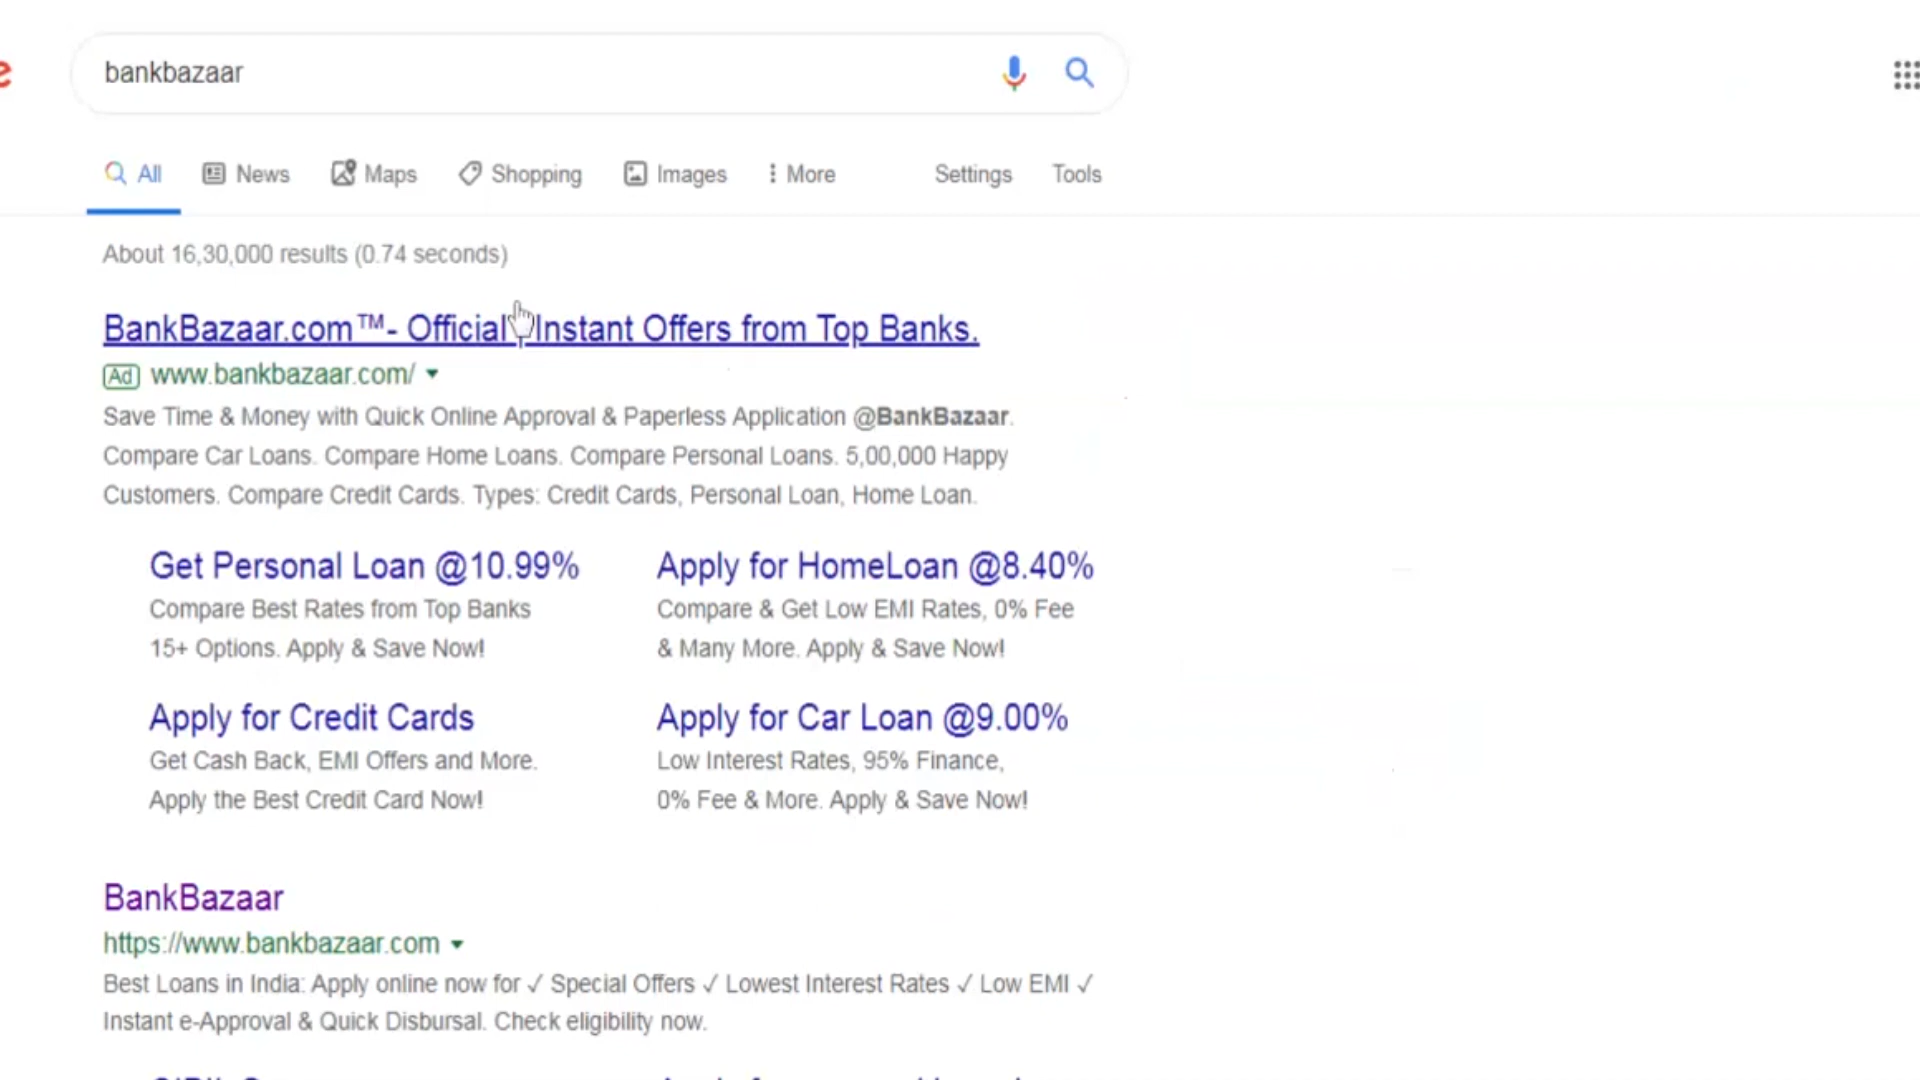 e
bankbazaar
All News Maps Shopping Images More Settings Tools
About 16,30,000 results (0.74 seconds)
BankBazaar.com™- Official Instant Offers from Top Banks.
Ad www.bankbazaar.com/
Save Time & Money with Quick Online Approval & Paperless Application @BankBazaar.
Compare Car Loans. Compare Home Loans. Compare Personal Loans. 5,00,000 Happy
Customers. Compare Credit Cards. Types: Credit Cards, Personal Loan, Home Loan.
Get Personal Loan @10.99%
Compare Best Rates from Top Banks
15+ Options. Apply & Save Now!
Apply for HomeLoan @8.40%
Compare & Get Low EMI Rates, 0% Fee
& Many More. Apply & Save Now!
Apply for Credit Cards
Get Cash Back, EMI Offers and More.
Apply the Best Credit Card Now!
Apply for Car Loan @9.00%
Low Interest Rates, 95% Finance,
0% Fee & More. Apply & Save Now!
BankBazaar
https://www.bankbazaar.com
Best Loans in India: Apply online now for ✓ Special Offers ✓ Lowest Interest Rates ✓ Low EMI ✓
Instant e-Approval & Quick Disbursal. Check eligibility now.